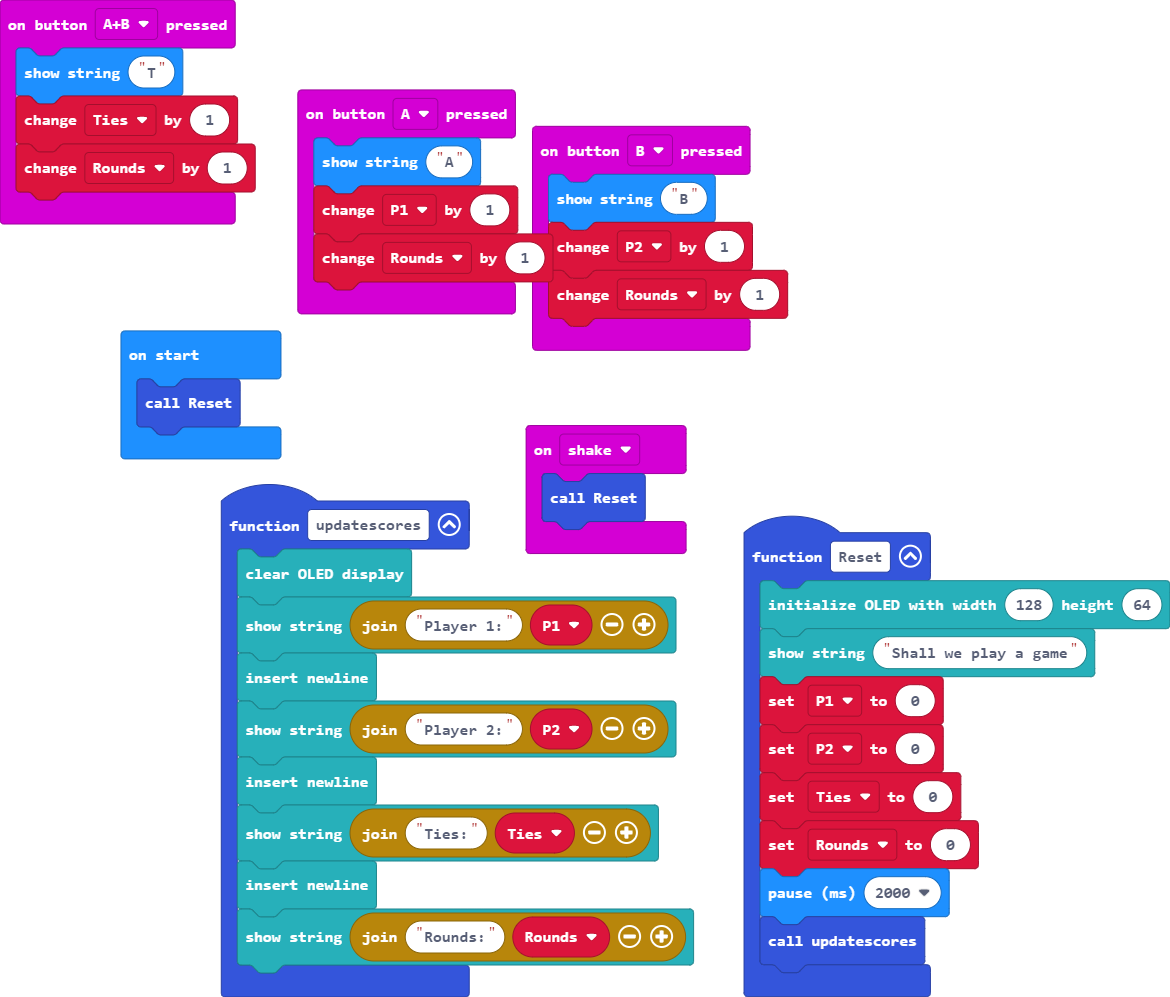 on button A+B pressed
show string "T"
change Ties by 1
change Rounds by 1
on button A pressed
show string "A"
change P1 by 1
change Rounds by 1
on button B pressed
show string "B"
change P2 by 1
change Rounds by 1
on start
call Reset
on shake
call Reset
function updatescores
clear OLED display
show string join "Player 1:" P1
insert newline
show string join "Player 2:" P2
insert newline
show string join "Ties:" Ties
insert newline
show string join "Rounds:" Rounds
function Reset
initialize OLED with width 128 height 64
show string "Shall we play a game"
set P1 to 0
set P2 to 0
set Ties to 0
set Rounds to 0
pause (ms) 2000
call updatescores